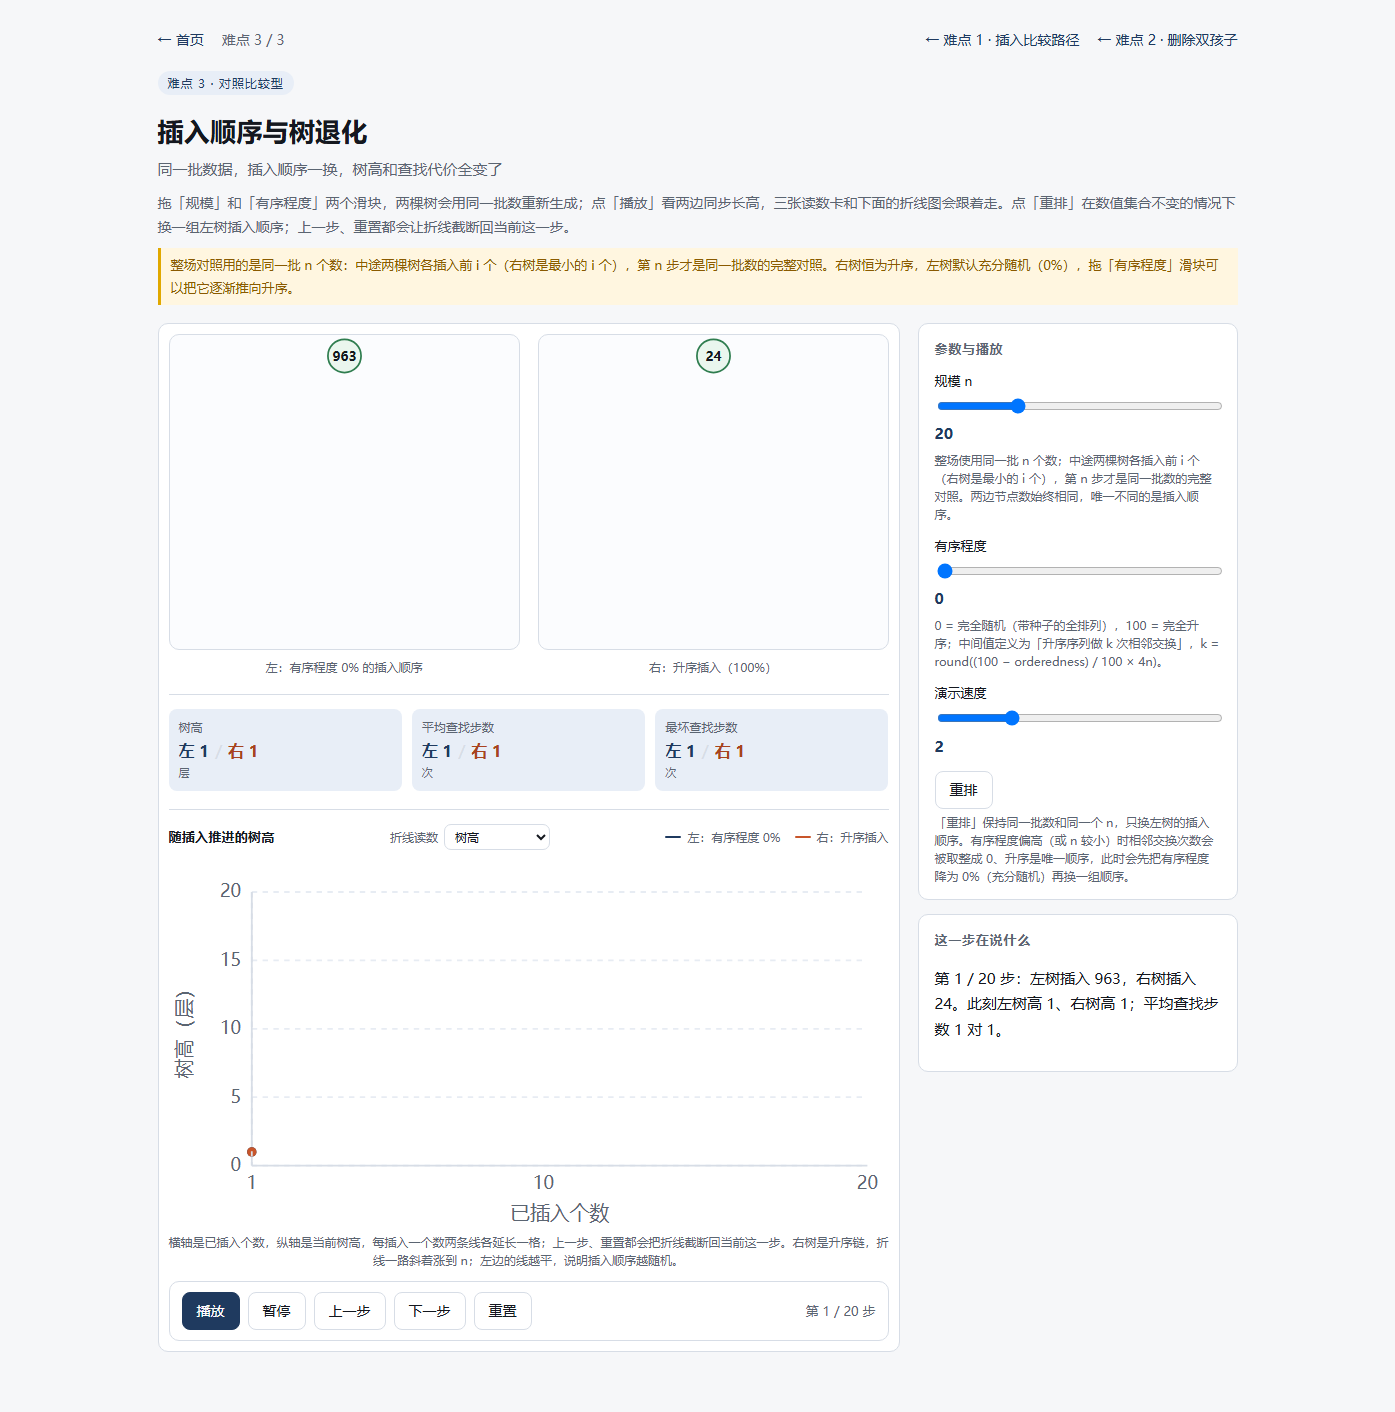 ← 首页 难点 3 / 3 ← 难点 1 · 插入比较路径 ← 难点 2 · 删除双孩子
难点 3 · 对照比较型
插入顺序与树退化
同一批数据，插入顺序一换，树高和查找代价全变了
拖「规模」和「有序程度」两个滑块，两棵树会用同一批数重新生成；点「播放」看两边同步长高，三张读数卡和下面的折线图会跟着走。点「重排」在数值集合不变的情况下
换一组左树插入顺序；上一步、重置都会让折线截断回当前这一步。
整场对照用的是同一批 n 个数：中途两棵树各插入前 i 个（右树是最小的 i 个），第 n 步才是同一批数的完整对照。右树恒为升序，左树默认充分随机（0%），拖「有序程度」滑块可
以把它逐渐推向升序。
963
24
左：有序程度 0% 的插入顺序
右：升序插入（100%）
树高
左 1 / 右 1
层
平均查找步数
左 1 / 右 1
次
最坏查找步数
左 1 / 右 1
次
随插入推进的树高
折线读数 树高
左：有序程度 0% 右：升序插入
20
15
10
5
0
树高（层）
1 10 20
已插入个数
横轴是已插入个数，纵轴是当前树高，每插入一个数两条线各延长一格；上一步、重置都会把折线截断回当前这一步。右树是升序链，折
线一路斜着涨到 n；左边的线越平，说明插入顺序越随机。
播放 暂停 上一步 下一步 重置 第 1 / 20 步
参数与播放
规模 n
20
整场使用同一批 n 个数；中途两棵树各插入前 i 个
（右树是最小的 i 个），第 n 步才是同一批数的完整
对照。两边节点数始终相同，唯一不同的是插入顺
序。
有序程度
0
0 = 完全随机（带种子的全排列），100 = 完全升
序；中间值定义为「升序序列做 k 次相邻交换」，k =
round((100 − orderedness) / 100 × 4n)。
演示速度
2
重排
「重排」保持同一批数和同一个 n，只换左树的插入
顺序。有序程度偏高（或 n 较小）时相邻交换次数会
被取整成 0、升序是唯一顺序，此时会先把有序程度
降为 0%（充分随机）再换一组顺序。
这一步在说什么
第 1 / 20 步：左树插入 963，右树插入
24。此刻左树高 1、右树高 1；平均查找步
数 1 对 1。